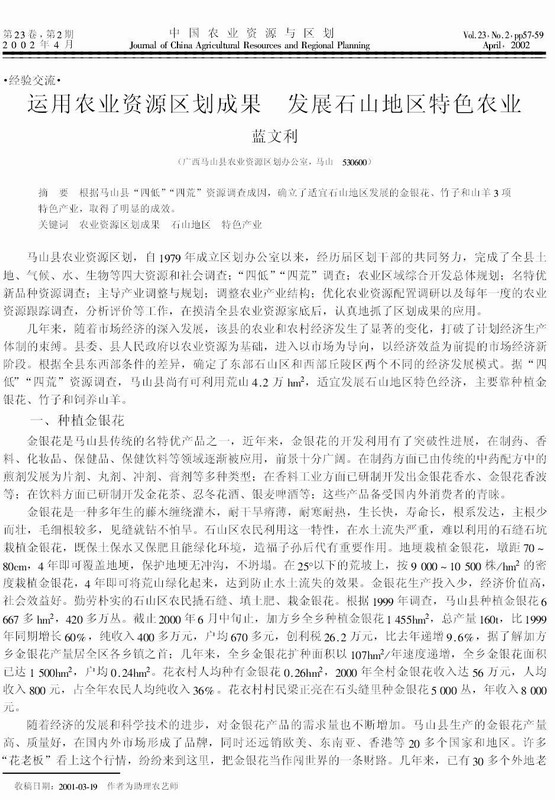 第23卷,第2期
2002年4月
中国农业资源与区划
Journal of China Agricultural Resources and Regional Planning
Vol.23,No.2,pp57-59
April,2002
·经验交流·
运用农业资源区划成果 发展石山地区特色农业
蓝文利
(广西马山县农业资源区划办公室,马山 530600)
摘 要 根据马山县“四低”“四荒”资源调查成因,确立了适宜石山地区发展的金银花、竹子和山羊3项
特色产业,取得了明显的成效。
关键词 农业资源区划成果 石山地区 特色产业
马山县农业资源区划,自1979年成立区划办公室以来,经历届区划干部的共同努力,完成了全县土
地、气候、水、生物等四大资源和社会调查;“四低”“四荒”调查;农业区域综合开发总体规划;名特优
新品种资源调查;主导产业调整与规划;调整农业产业结构;优化农业资源配置调研以及每年一度的农业
资源跟踪调查,分析评价等工作,在摸清全县农业资源家底后,认真地抓了区划成果的应用。
几年来,随着市场经济的深入发展,该县的农业和农村经济发生了显著的变化,打破了计划经济生产
体制的束缚。县委、县人民政府以农业资源为基础,进入以市场为导向,以经济效益为前提的市场经济新
阶段。根据全县东西部条件的差异,确定了东部石山区和西部丘陵区两个不同的经济发展模式。据“四
低”“四荒”资源调查,马山县尚有可利用荒山4.2万hm²,适宜发展石山地区特色经济,主要靠种植金
银花、竹子和饲养山羊。
一、种植金银花
金银花是马山县传统的名特优产品之一,近年来,金银花的开发利用有了突破性进展,在制药、香
料、化妆品、保健品、保健饮料等领域逐渐被应用,前景十分广阔。在制药方面已由传统的中药配方中的
煎剂发展为片剂、丸剂、冲剂、膏剂等多种类型;在香料工业方面已研制开发出金银花香水、金银花香波
等;在饮料方面已研制开发金花茶、忍冬花酒、银麦啤酒等;这些产品备受国内外消费者的青睐。
金银花是一种多年生的藤木缠绕灌木,耐干旱瘠薄,耐寒耐热,生长快,寿命长,根系发达,主根少
而壮,毛细根较多,见缝就钻不怕旱。石山区农民利用这一特性,在水土流失严重,难以利用的石缝石坑
栽植金银花,既保土保水又保肥且能绿化环境,造福子孙后代有重要作用。地埂栽植金银花,墩距70~
80cm,4年即可覆盖地埂,保护地埂无冲沟,不坍塌。在25°以下的荒坡上,按9 000~10 500株/hm²的密
度栽植金银花,4年即可将荒山绿化起来,达到防止水土流失的效果。金银花生产投入少,经济价值高,
社会效益好。勤劳朴实的石山区农民撬石缝、填土肥、栽金银花。根据1999年调查,马山县种植金银花6
667多hm²,420多万丛。截止2000年6月中旬止,加方乡全乡种植金银花1 455hm²,总产量160t,比1999
年同期增长60%,纯收入400多万元,户均670多元,创利税26.2万元,比去年递增9.6%,据了解加方
乡金银花产量居全区各乡镇之首;几年来,全乡金银花扩种面积以107hm²/年速度递增,全乡金银花面积
已达1 500hm²,户均0.24hm²。花衣村人均种有金银花0.26hm²,2000年全村金银花收入达56万元,人均
收入800元,占全年农民人均纯收入36%。花衣村村民梁正亮在石头缝里种金银花5 000丛,年收入8 000
元。
随着经济的发展和科学技术的进步,对金银花产品的需求量也不断增加。马山县生产的金银花产量
高、质量好,在国内外市场形成了品牌,同时还远销欧美、东南亚、香港等20多个国家和地区。许多
“花老板”看上这个行情,纷纷来到这里,把金银花当作闯世界的一条财路。几年来,已有30多个外地老
收稿日期:2001-03-19 作者为助理农艺师